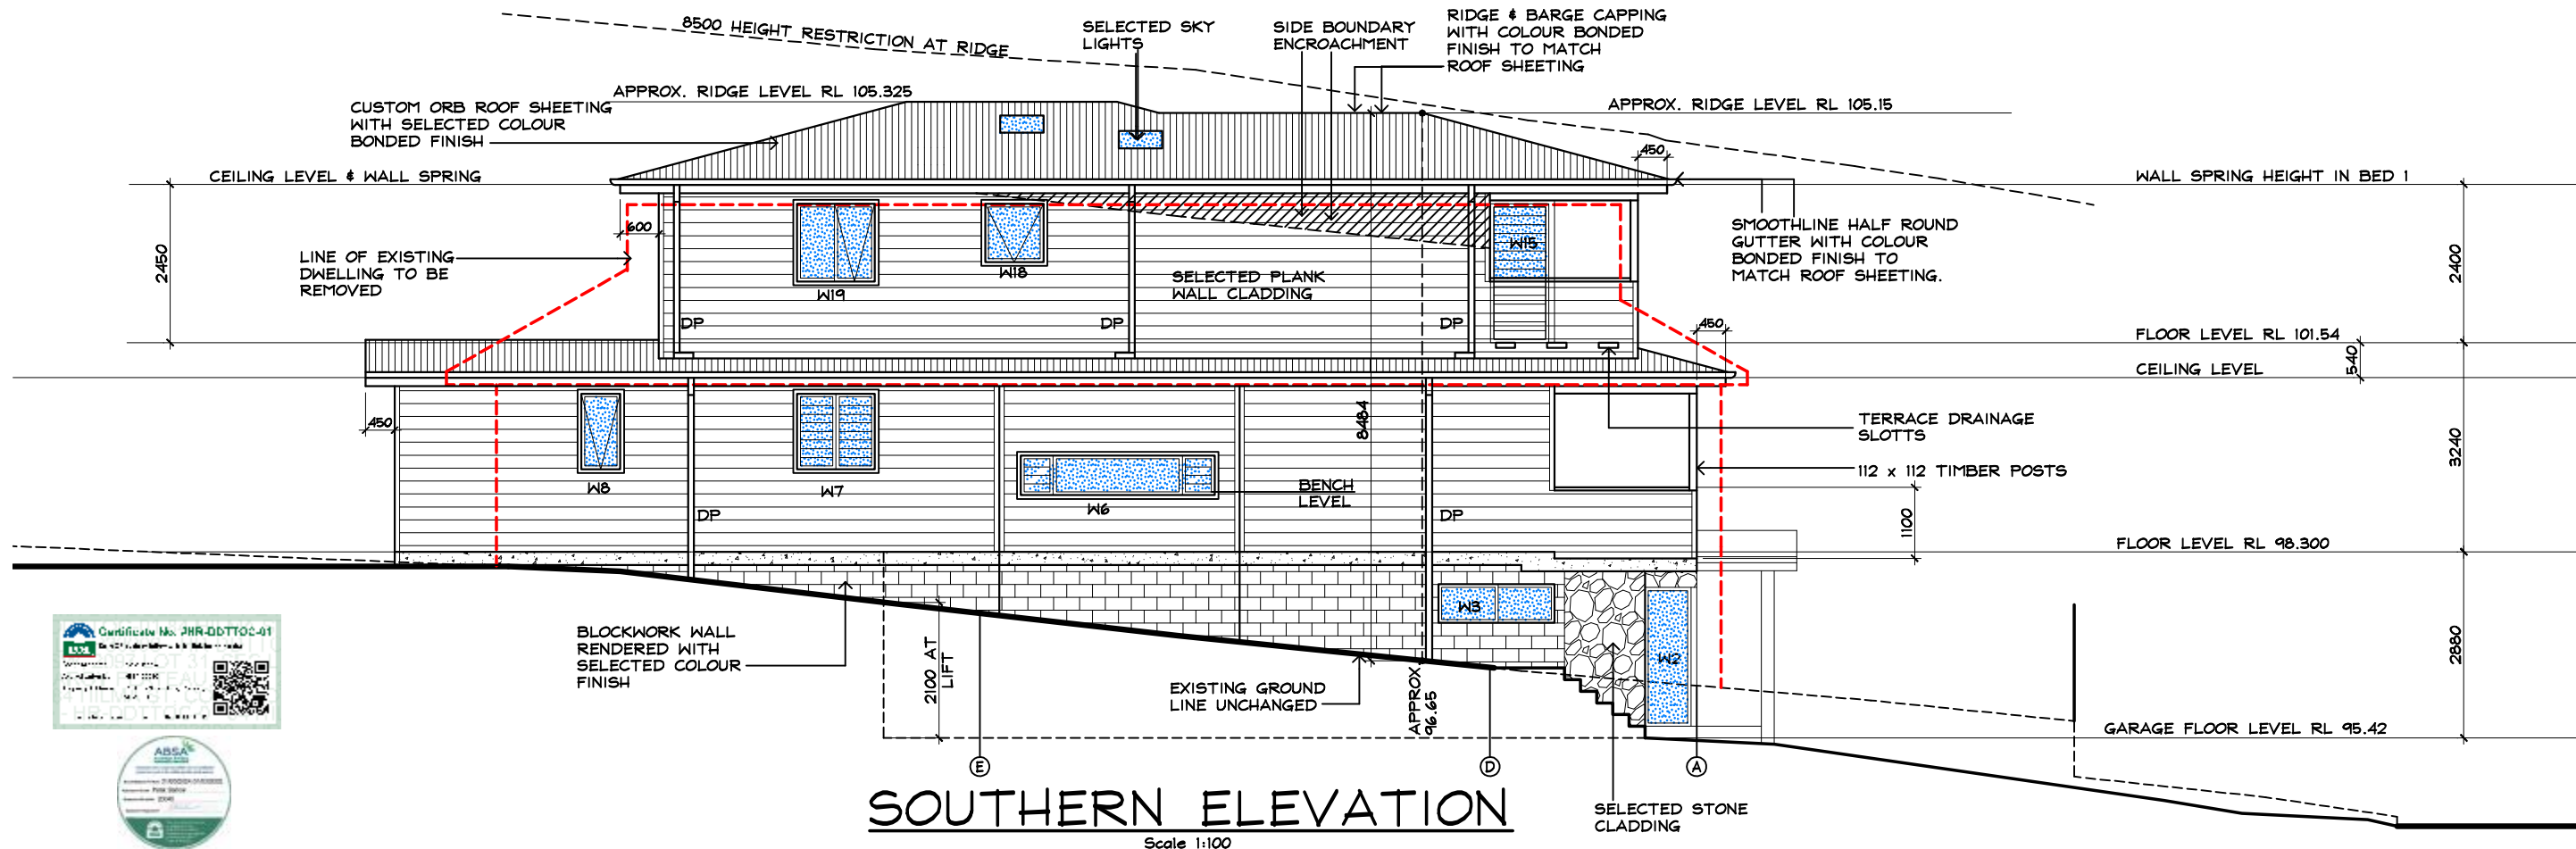 8500 HEIGHT RESTRICTION AT RIDGE
SELECTED SKY
LIGHTS
SIDE BOUNDARY
ENCROACHMENT
RIDGE & BARGE CAPPING
WITH COLOUR BONDED
FINISH TO MATCH
ROOF SHEETING
APPROX. RIDGE LEVEL RL 105.325
CUSTOM ORB ROOF SHEETING
WITH SELECTED COLOUR
BONDED FINISH
APPROX. RIDGE LEVEL RL 105.15
450
CEILING LEVEL & WALL SPRING
WALL SPRING HEIGHT IN BED 1
2450
600
LINE OF EXISTING
DWELLING TO BE
REMOVED
W19
W18
W15
SELECTED PLANK
WALL CLADDING
SMOOTHLINE HALF ROUND
GUTTER WITH COLOUR
BONDED FINISH TO
MATCH ROOF SHEETING.
2400
DP
DP
DP
450
FLOOR LEVEL RL 101.54
540
CEILING LEVEL
450
8484
TERRACE DRAINAGE
SLOTTS
3240
112 x 112 TIMBER POSTS
W8
W7
W6
BENCH
LEVEL
DP
DP
1100
FLOOR LEVEL RL 98.300
W3
W2
BLOCKWORK WALL
RENDERED WITH
SELECTED COLOUR
FINISH
2100 AT
LIFT
EXISTING GROUND
LINE UNCHANGED
APPROX
96.65
2880
GARAGE FLOOR LEVEL RL 95.42
E
D
A
SELECTED STONE
CLADDING
SOUTHERN ELEVATION
Scale 1:100
Certificate No.
ABSA